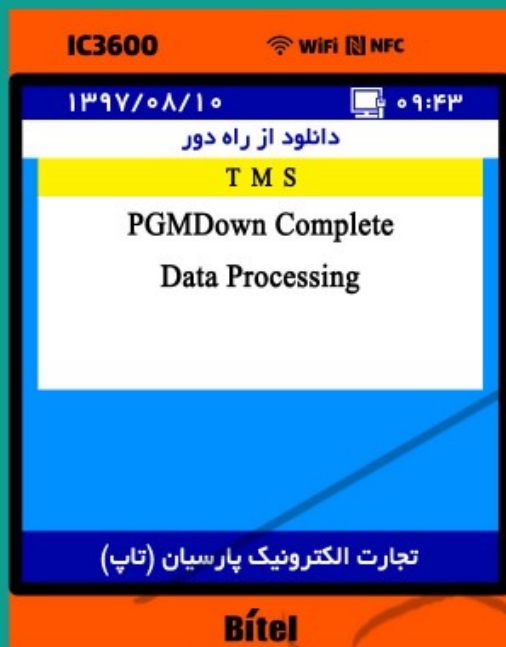 IC3600 WiFi NFC
۱۳۹۷/۰۸/۱۰ ۰۹:۴۳
دانلود از راه دور
T M S
PGMDown Complete
Data Processing
تجارت الکترونیک پارسیان (تاپ)
Bítel